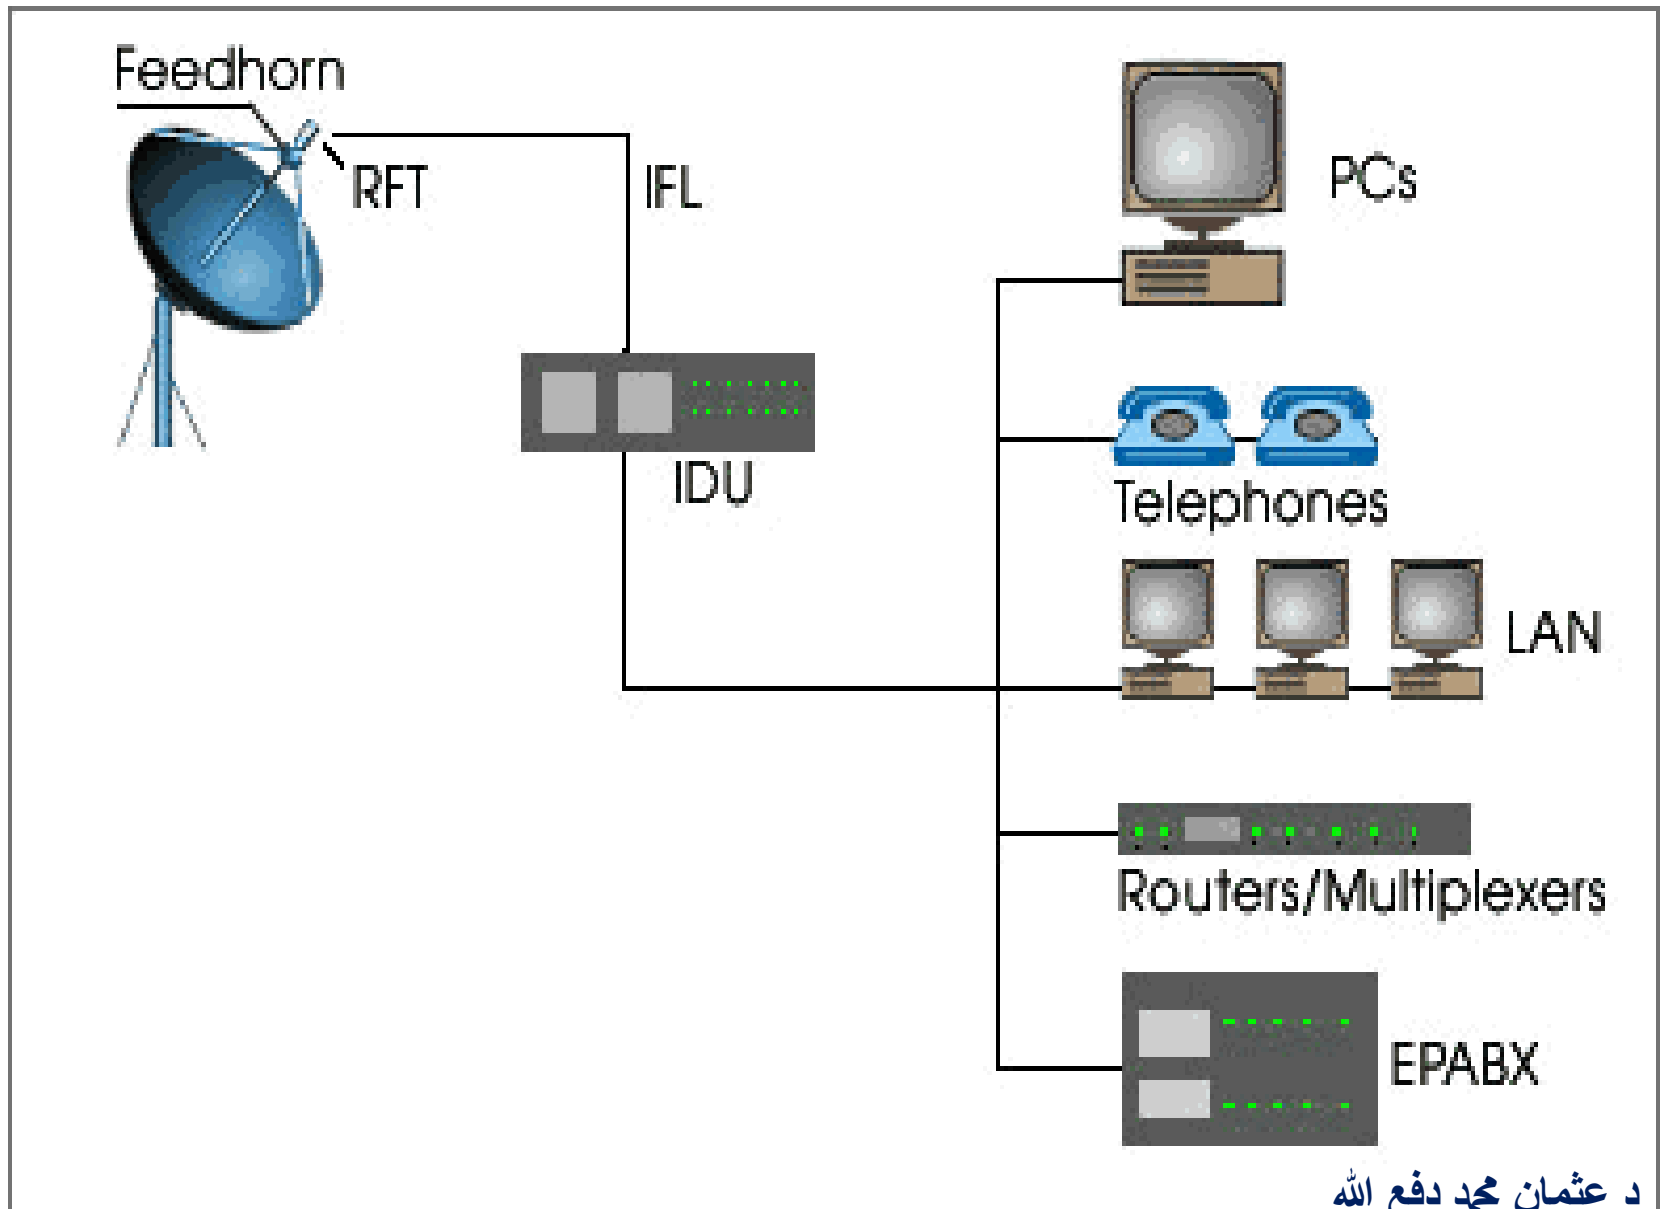 Feedhorn
RFT
IFL
IDU
PCs
Telephones
LAN
Routers/Multiplexers
EPABX
د عثمان محمد دفع الله